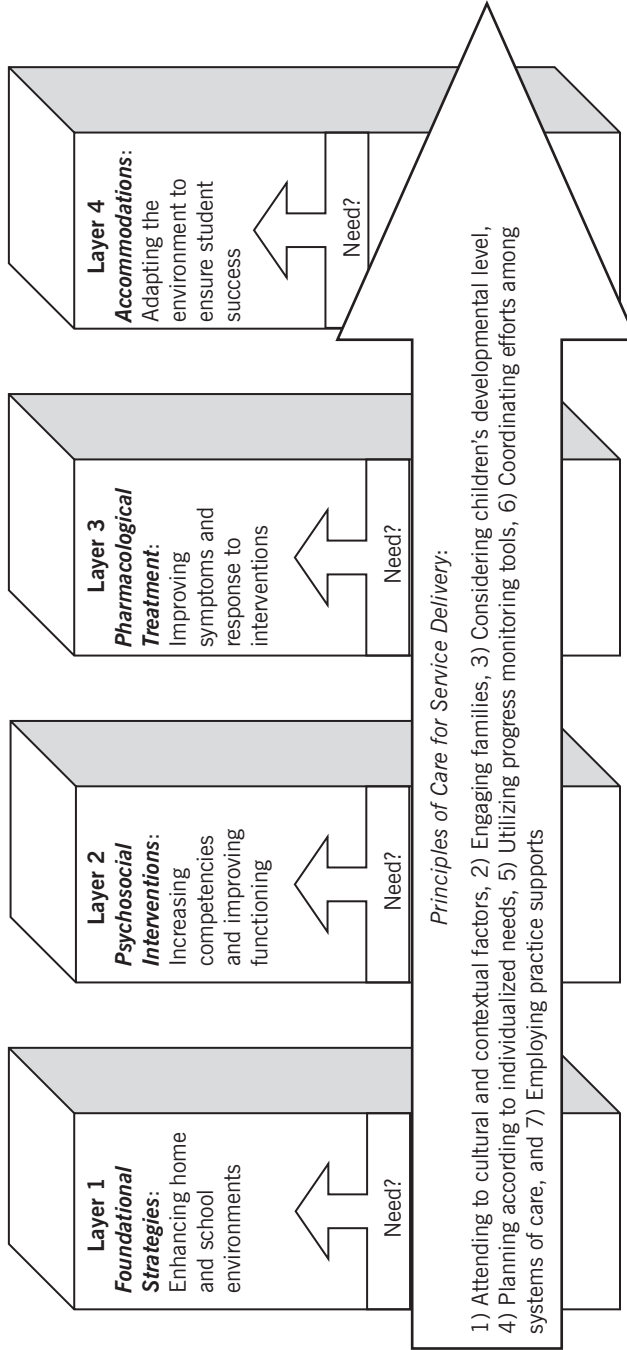 Layer 1
Foundational
Strategies:
Enhancing home
and school
environments
Need?
Layer 2
Psychosocial
Interventions:
Increasing
competencies
and improving
functioning
Need?
Layer 3
Pharmacological
Treatment:
Improving
symptoms and
response to
interventions
Need?
Layer 4
Accommodations:
Adapting the
environment to
ensure student
success
Need?
Principles of Care for Service Delivery:
1) Attending to cultural and contextual factors, 2) Engaging families, 3) Considering children's developmental level,
4) Planning according to individualized needs, 5) Utilizing progress monitoring tools, 6) Coordinating efforts among
systems of care, and 7) Employing practice supports